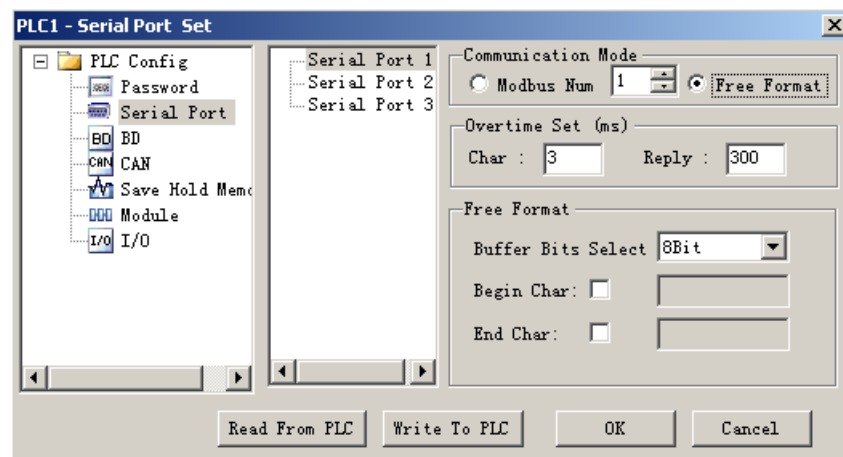 PLC1 - Serial Port Set
PLC Config
Password
Serial Port
BD BD
CAN CAN
Save Hold Memo
Module
I/O I/O
Serial Port 1
Serial Port 2
Serial Port 3
Communication Mode
Modbus Num 1 Free Format
Overtime Set (ms)
Char : 3 Reply : 300
Free Format
Buffer Bits Select 8Bit
Begin Char:
End Char:
Read From PLC Write To PLC OK Cancel